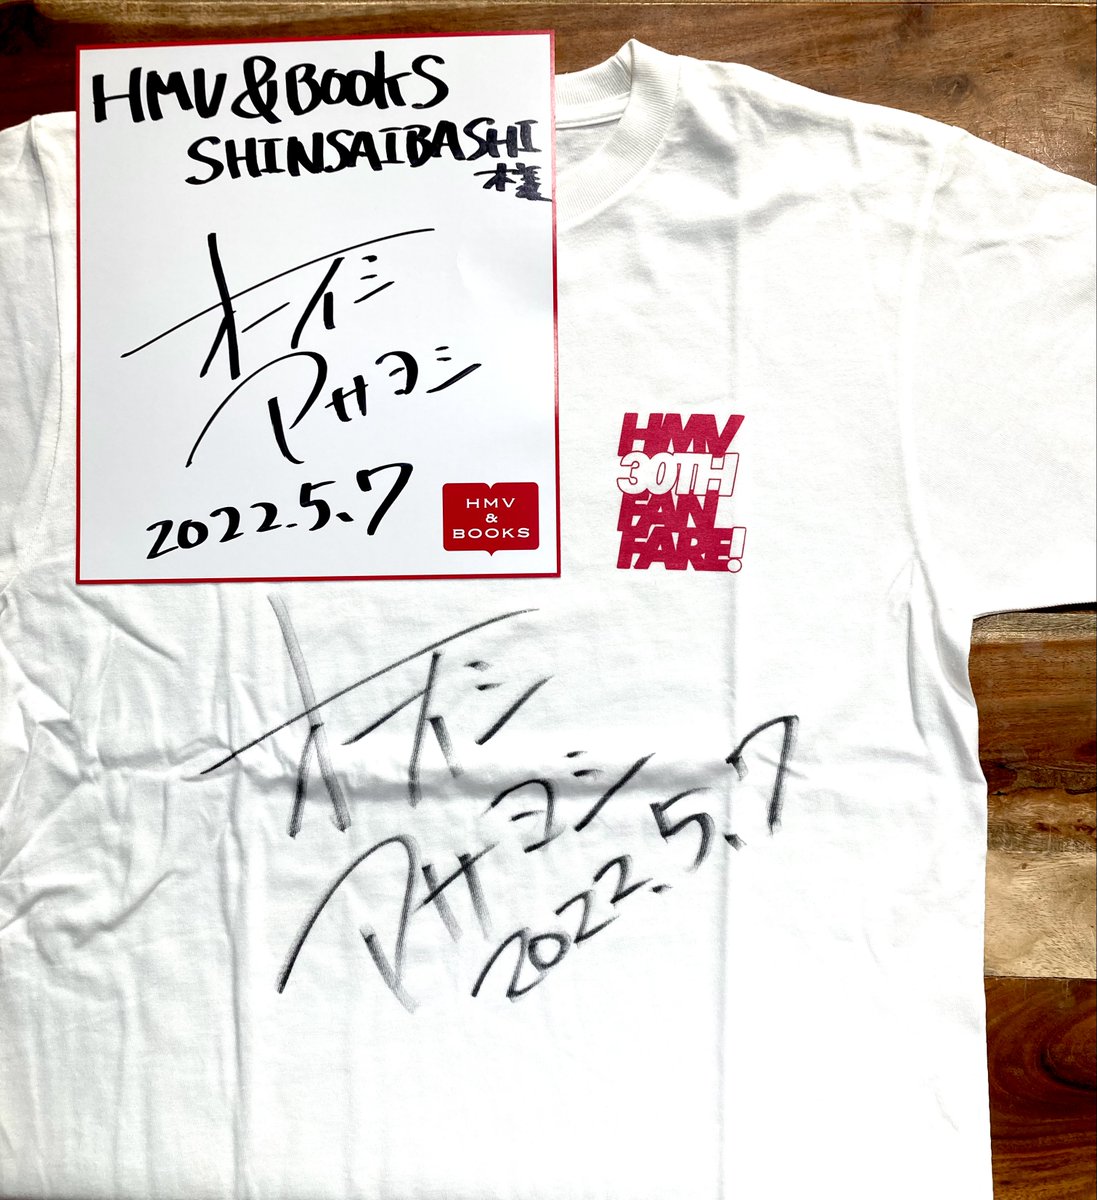 HMV&BOOKS
SHINSAIBASHI
様
オーイシ
マサヨシ
2022.5.7
HMV
&
BOOKS
HMV
30TH
FAN
FARE!
オーイシ
マサヨシ
2022.5.7